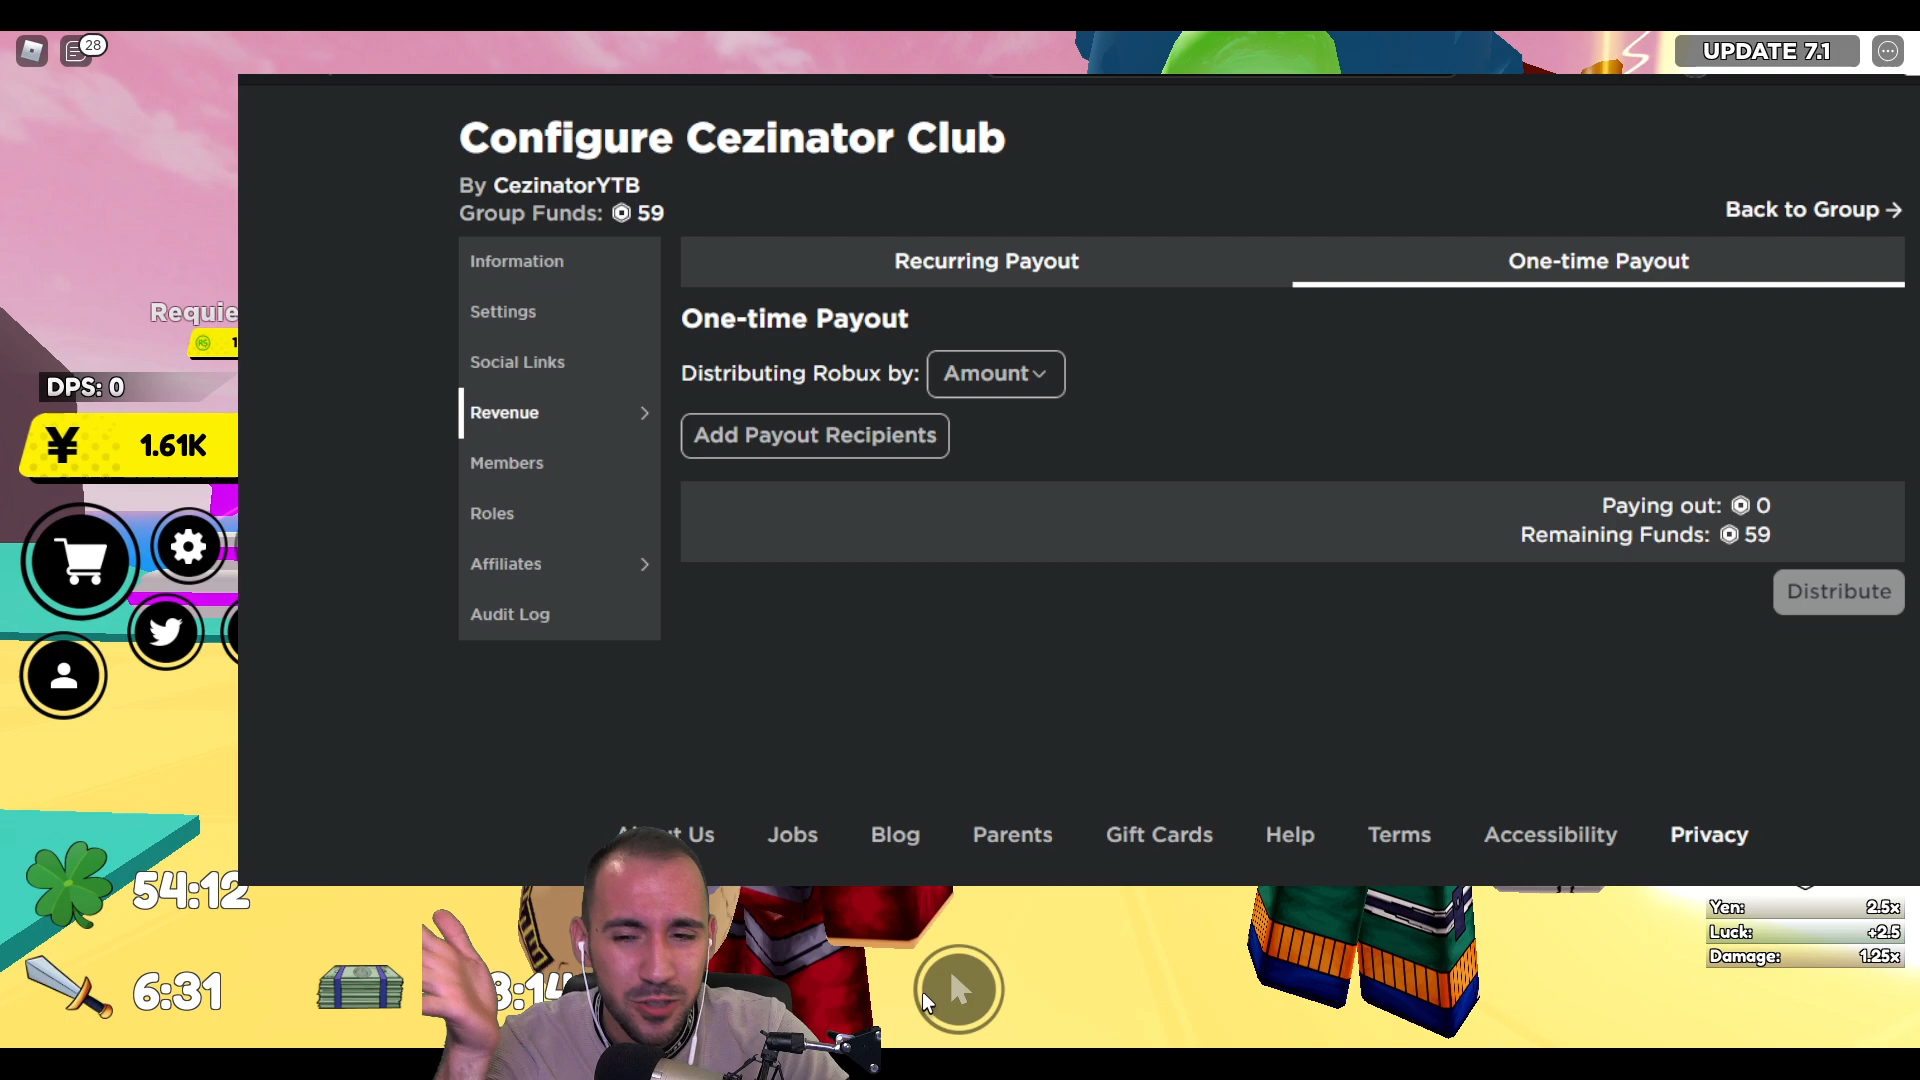 28
UPDATE 7.1
Configure Cezinator Club
By CezinatorYTB
Group Funds: 59
Back to Group →
Information
Settings
Social Links
Revenue
Members
Roles
Affiliates
Audit Log
Recurring Payout
One-time Payout
One-time Payout
Distributing Robux by: Amount
Add Payout Recipients
Paying out: 0
Remaining Funds: 59
Distribute
Requie
R$ 1
DPS: 0
¥ 1.61K
Us Jobs Blog Parents Gift Cards Help Terms Accessibility Privacy
54:12
6:31
Yen: 2.5x
Luck: +2.5
Damage: 1.25x